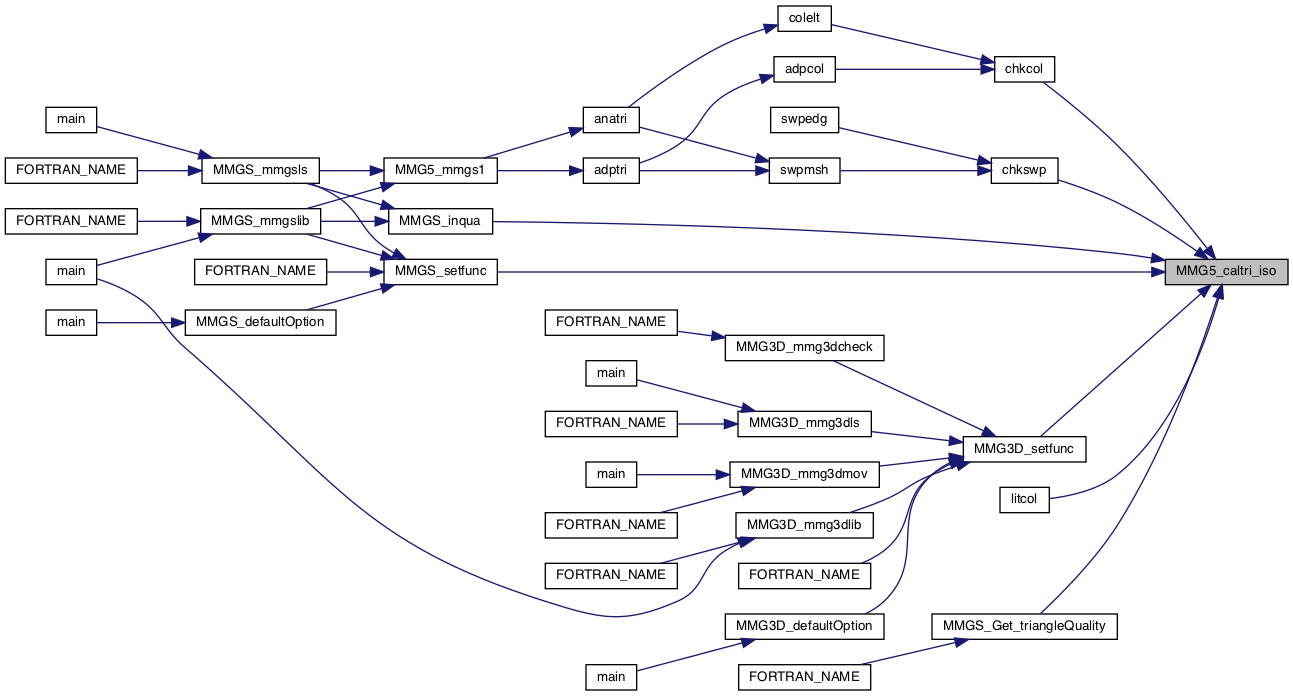 colelt
adpcol
chkcol
main
anatri
swpedg
FORTRAN_NAME
MMGS_mmgsls
MMG5_mmgs1
adptri
swpmsh
chkswp
FORTRAN_NAME
MMGS_mmgslib
MMGS_inqua
main
FORTRAN_NAME
MMGS_setfunc
MMG5_caltri_iso
main
MMGS_defaultOption
FORTRAN_NAME
MMG3D_mmg3dcheck
main
FORTRAN_NAME
MMG3D_mmg3dls
MMG3D_setfunc
main
MMG3D_mmg3dmov
litcol
FORTRAN_NAME
MMG3D_mmg3dlib
FORTRAN_NAME
FORTRAN_NAME
MMG3D_defaultOption
MMGS_Get_triangleQuality
main
FORTRAN_NAME